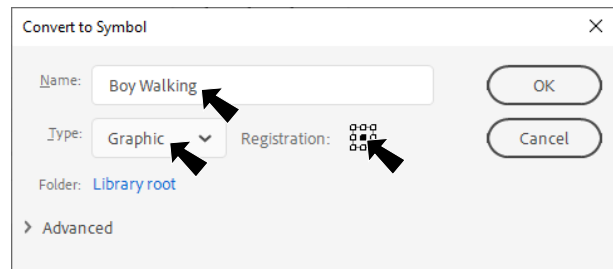 Convert to Symbol
Name: Boy Walking OK
Type: Graphic Registration: Cancel
Folder: Library root
Advanced